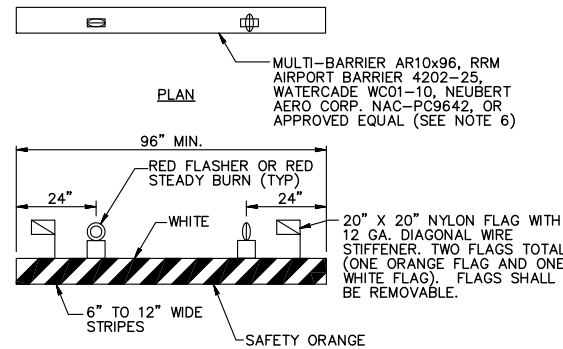 MULTI-BARRIER AR10x96, RRM
AIRPORT BARRIER 4202-25,
WATERCADE WC01-10, NEUBERT
AERO CORP. NAC-PC9642, OR
APPROVED EQUAL (SEE NOTE 6)
PLAN
96" MIN.
RED FLASHER OR RED
STEADY BURN (TYP)
24"
24"
WHITE
20" X 20" NYLON FLAG WITH
12 GA. DIAGONAL WIRE
STIFFENER. TWO FLAGS TOTAL
(ONE ORANGE FLAG AND ONE
WHITE FLAG). FLAGS SHALL
BE REMOVABLE.
6" TO 12" WIDE
STRIPES
SAFETY ORANGE